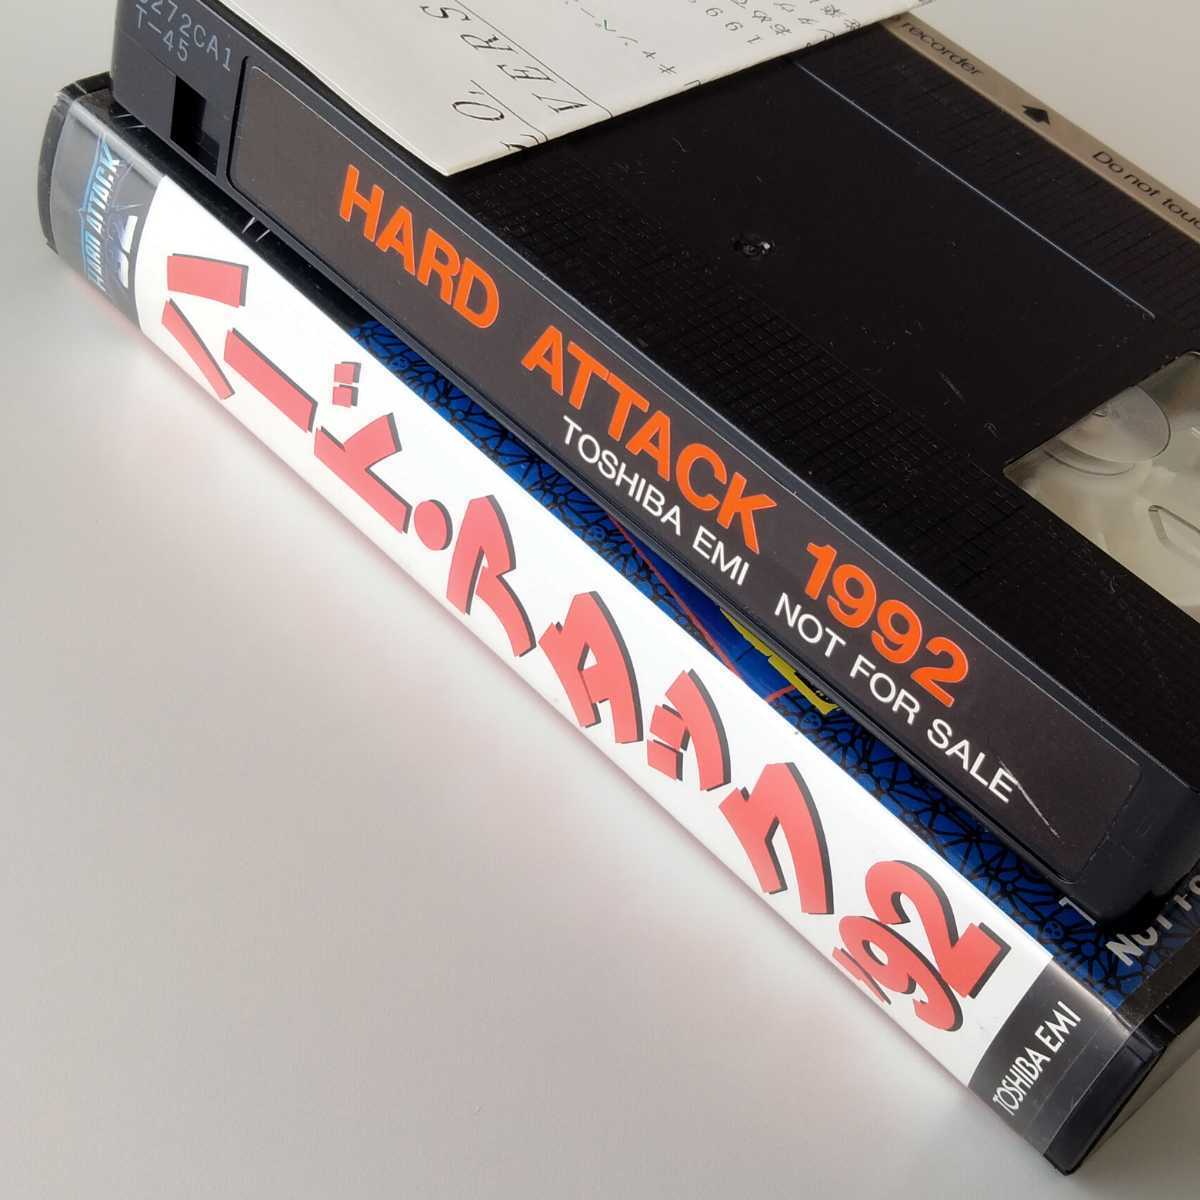 T-45
HARD ATTACK 1992
TOSHIBA EMI NOT FOR SALE
recorder
Do not touch
HARD ATTACK
ハード・アタック'92
TOSHIBA EMI